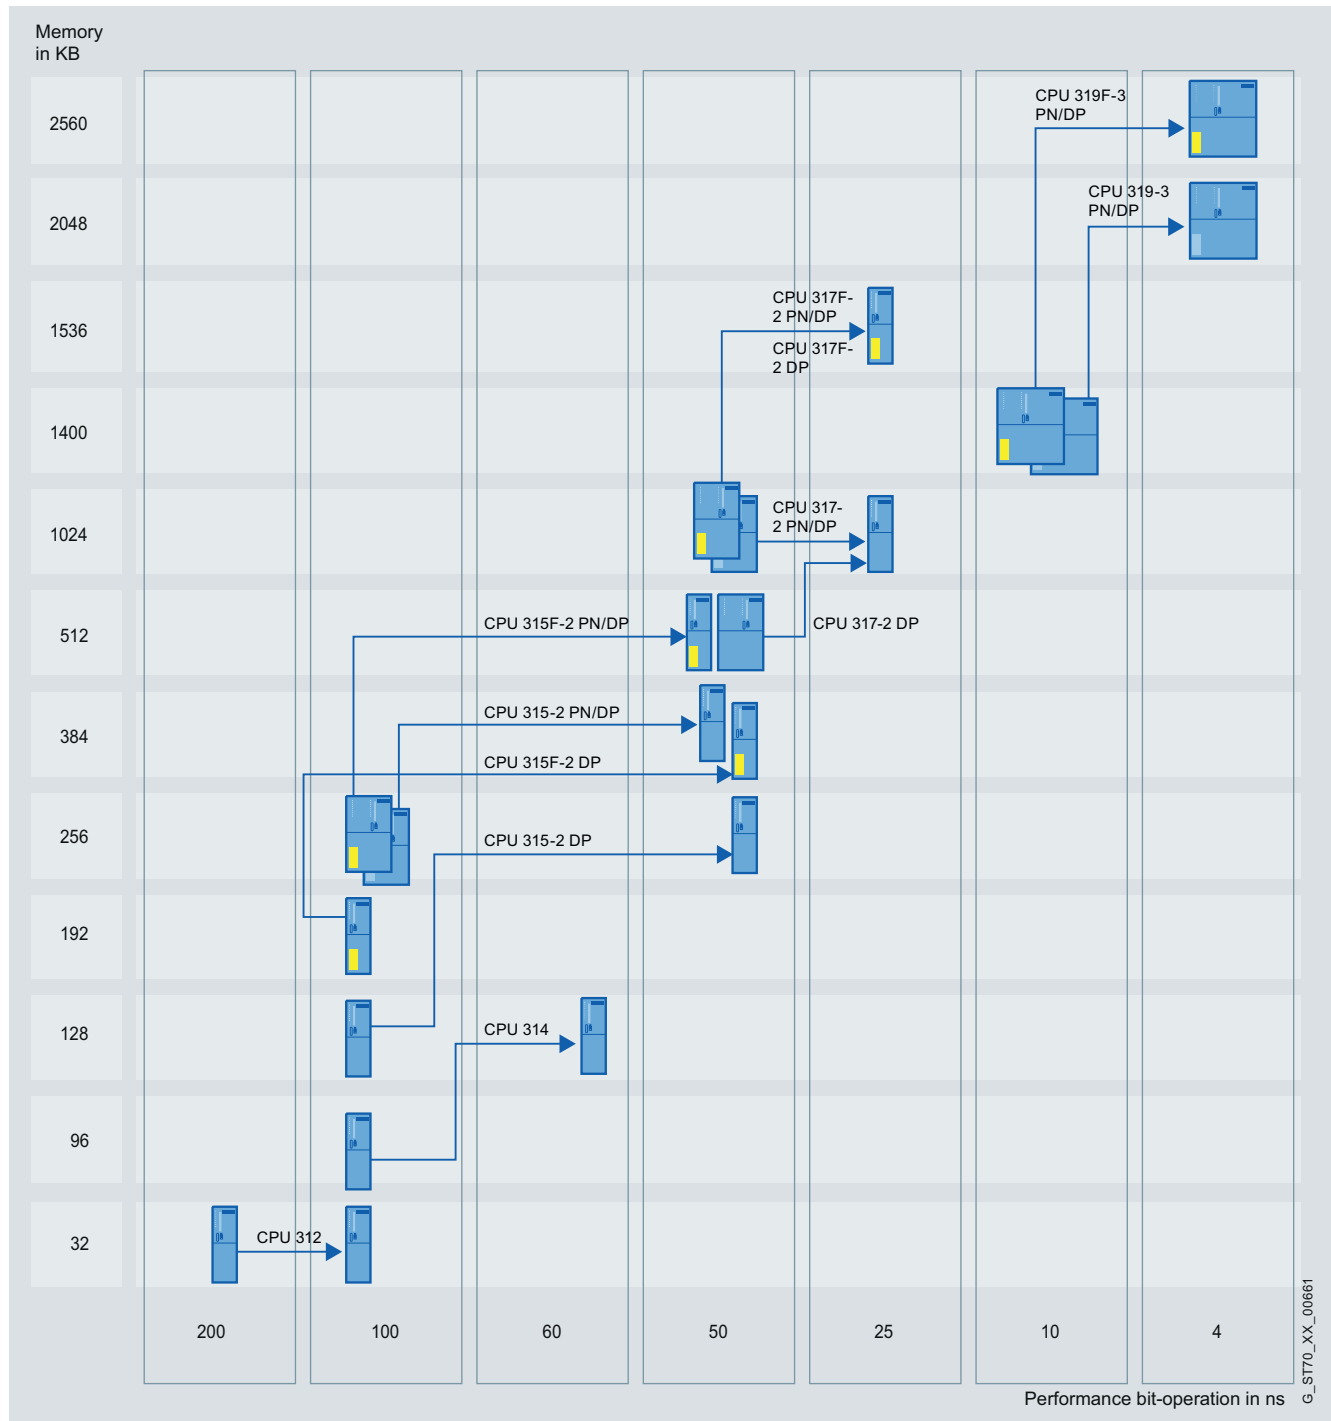 Memory
in KB
2560
CPU 319F-3
PN/DP
2048
CPU 319-3
PN/DP
1536
CPU 317F-
2 PN/DP
CPU 317F-
2 DP
1400
1024
CPU 317-
2 PN/DP
512
CPU 315F-2 PN/DP
CPU 317-2 DP
384
CPU 315-2 PN/DP
CPU 315F-2 DP
256
CPU 315-2 DP
192
128
CPU 314
96
32
CPU 312
200
100
60
50
25
10
4
Performance bit-operation in ns
G_ST70_XX_00661